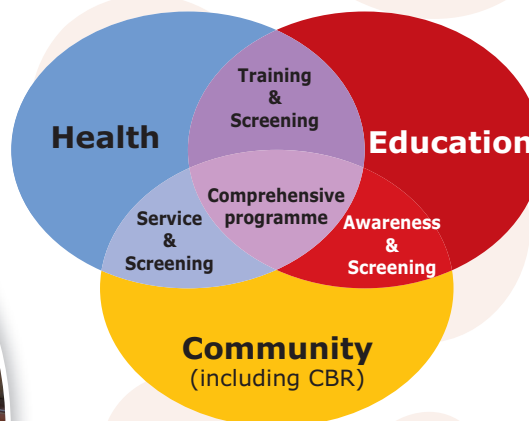 Training
&
Screening
Health
Education
Comprehensive
programme
Service
&
Screening
Awareness
&
Screening
Community
(including CBR)